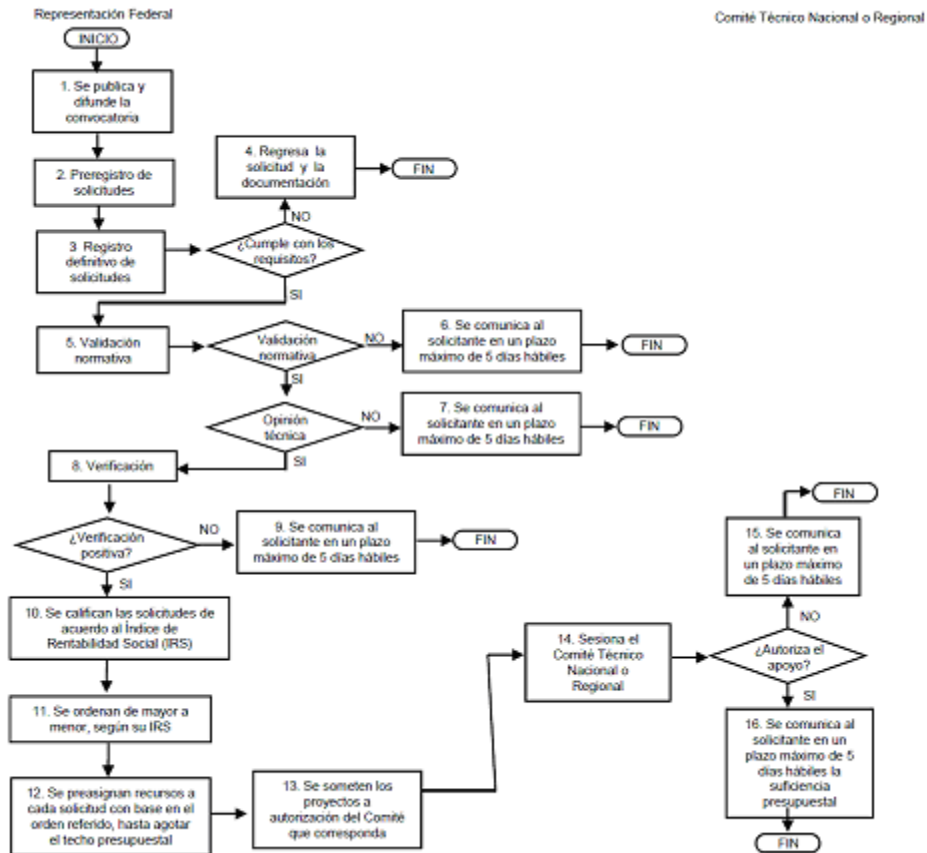 Representación Federal
Comité Técnico Nacional o Regional
INICIO
1. Se publica y
difunde la
convocatoria
2. Preregistro de
solicitudes
3 Registro
definitivo de
solicitudes
4. Regresa la
solicitud y la
documentación
FIN
NO
¿Cumple con los
requisitos?
SI
5. Validación
normativa
Validación
normativa
NO
6. Se comunica al
solicitante en un plazo
máximo de 5 días hábiles
FIN
SI
Opinión
técnica
NO
7. Se comunica al
solicitante en un plazo
máximo de 5 días hábiles
FIN
SI
8. Verificación
¿Verificación
positiva?
NO
9. Se comunica al
solicitante en un plazo
máximo de 5 días hábiles
FIN
SI
10. Se califican las solicitudes de
acuerdo al Índice de
Rentabilidad Social (IRS)
11. Se ordenan de mayor a
menor, según su IRS
12. Se preasignan recursos a
cada solicitud con base en el
orden referido, hasta agotar
el techo presupuestal
13. Se someten los
proyectos a
autorización del Comité
que corresponda
14. Sesiona el
Comité Técnico
Nacional o
Regional
¿Autoriza el
apoyo?
NO
15. Se comunica
al solicitante en
un plazo máximo
de 5 días hábiles
FIN
SI
16. Se comunica al
solicitante en un
plazo máximo de 5
días hábiles la
suficiencia
presupuestal
FIN